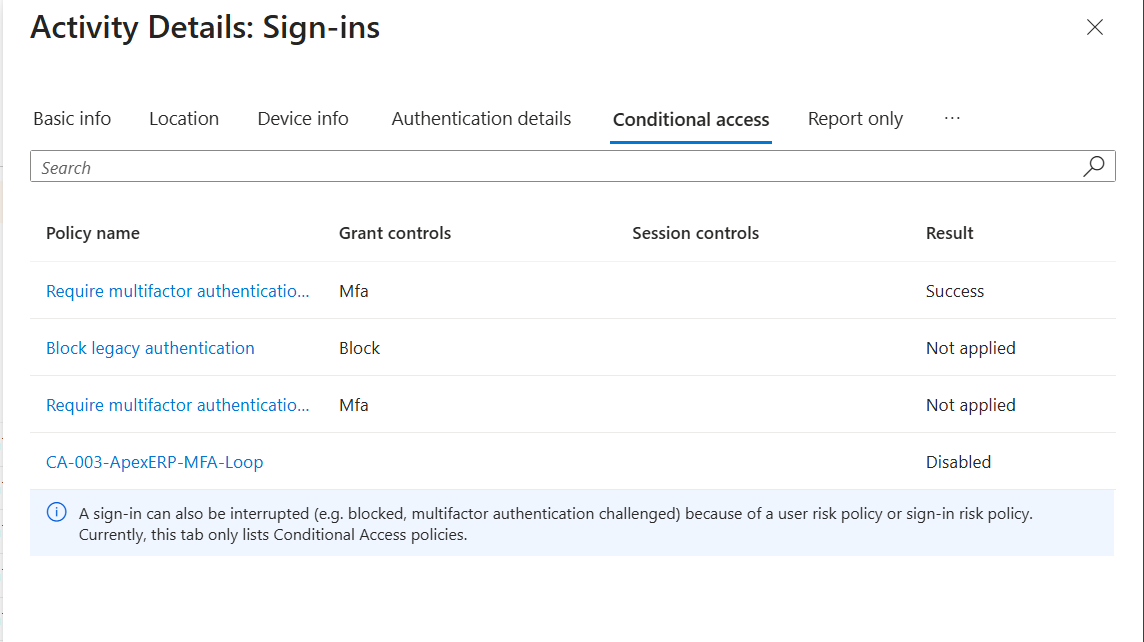 Activity Details: Sign-ins
Basic info Location Device info Authentication details Conditional access Report only ...
Search
Policy name Grant controls Session controls Result
Require multifactor authenticatio... Mfa Success
Block legacy authentication Block Not applied
Require multifactor authenticatio... Mfa Not applied
CA-003-ApexERP-MFA-Loop Disabled
A sign-in can also be interrupted (e.g. blocked, multifactor authentication challenged) because of a user risk policy or sign-in risk policy.
Currently, this tab only lists Conditional Access policies.